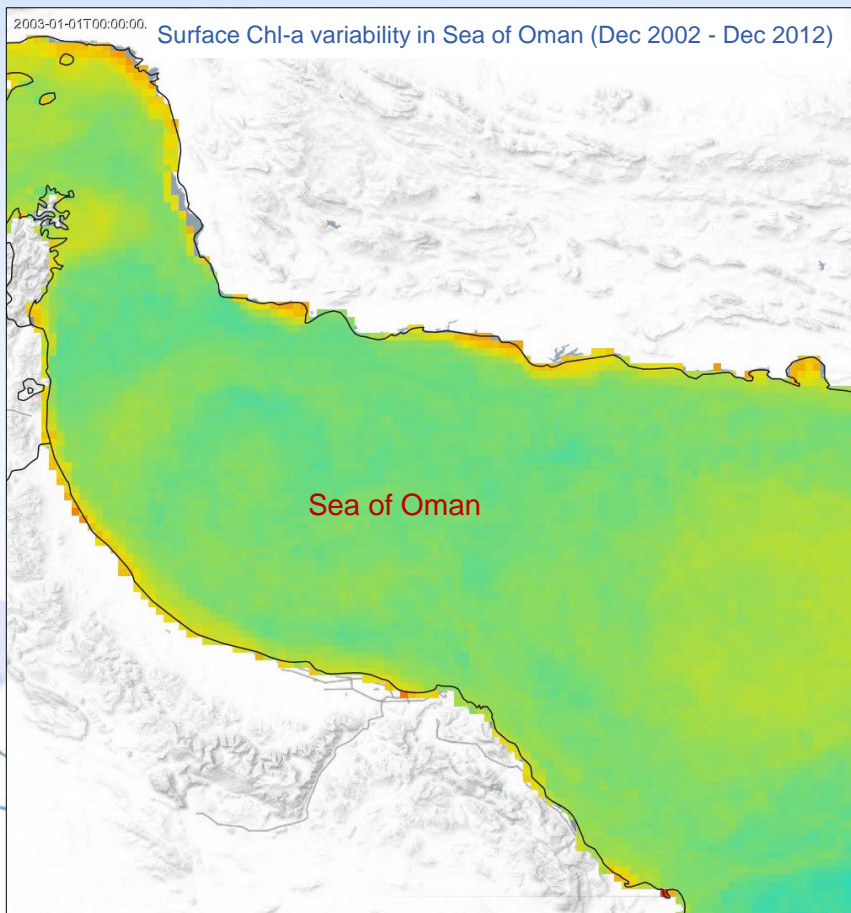 2003-01-01T00:00:00.
Surface Chl-a variability in Sea of Oman (Dec 2002 - Dec 2012)
Sea of Oman